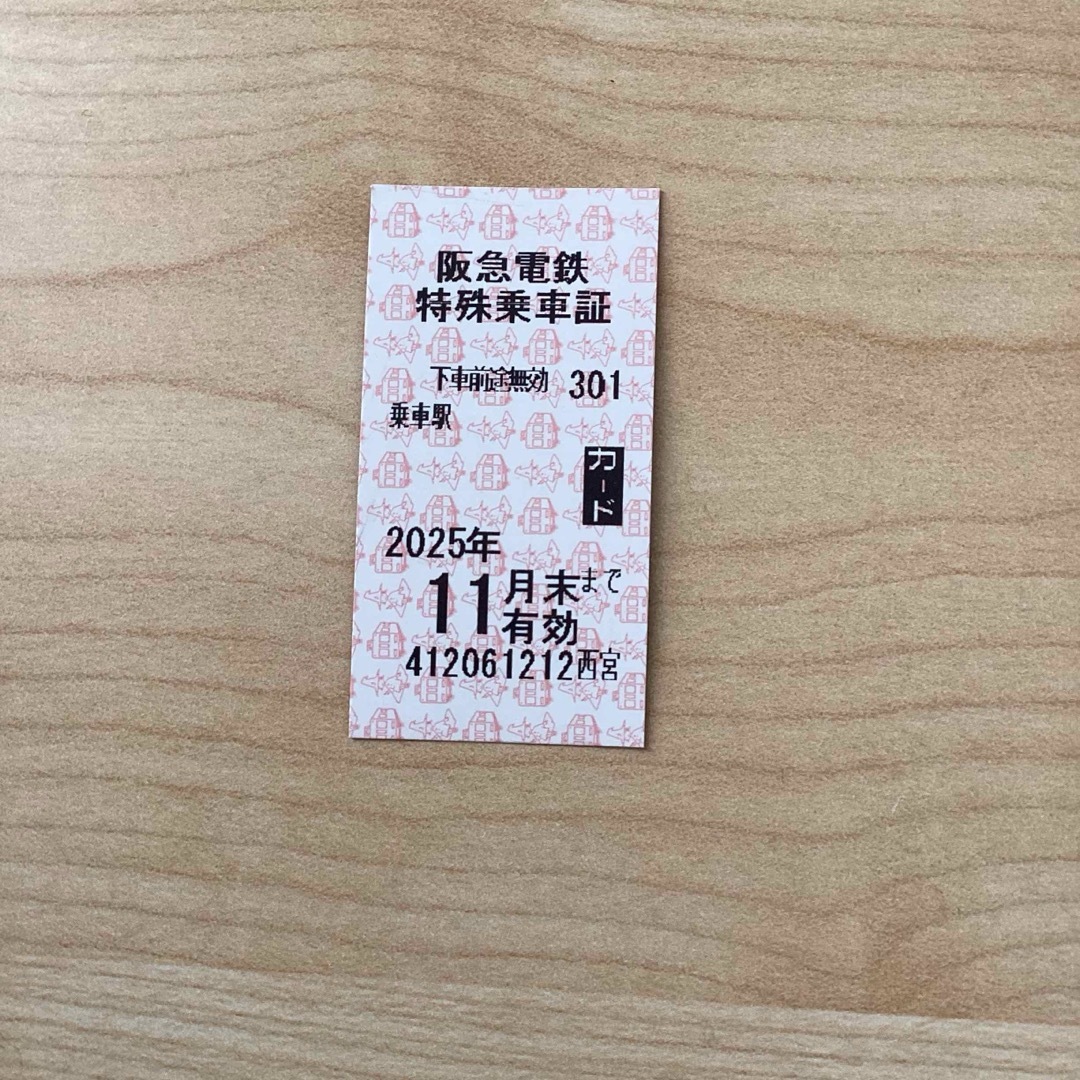 阪急電鉄
特殊乗車証
下車前途無効 301
乗車駅
カード
2025年
11月末まで
有効
412061212西宮